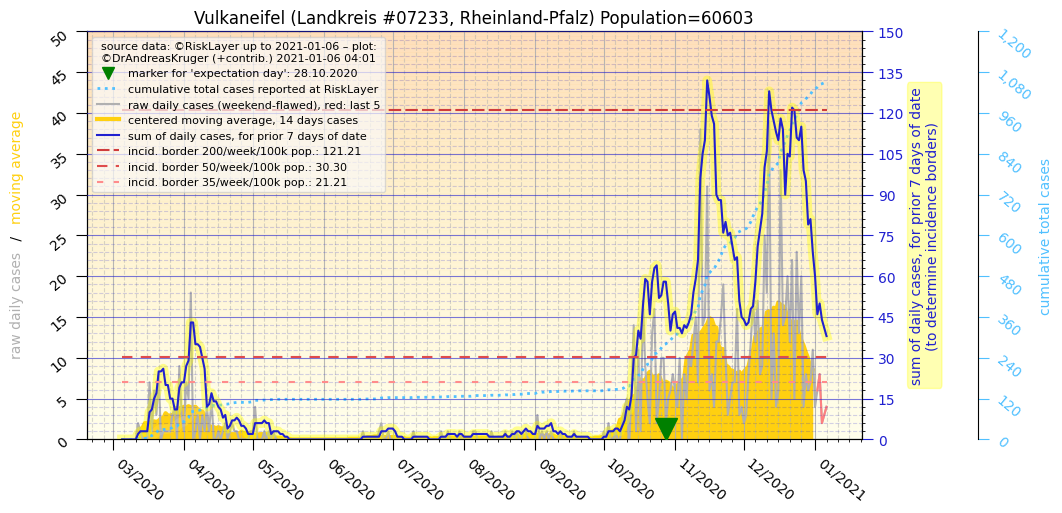 Vulkaneifel (Landkreis #07233, Rheinland-Pfalz) Population=60603
source data: ©RiskLayer up to 2021-01-06 – plot:
©DrAndreasKruger (+contrib.) 2021-01-06 04:01
marker for 'expectation day': 28.10.2020
cumulative total cases reported at RiskLayer
raw daily cases (weekend-flawed), red: last 5
centered moving average, 14 days cases
sum of daily cases, for prior 7 days of date
incid. border 200/week/100k pop.: 121.21
incid. border 50/week/100k pop.: 30.30
incid. border 35/week/100k pop.: 21.21
raw daily cases / moving average
50
45
40
35
30
25
20
15
10
5
0
03/2020
04/2020
05/2020
06/2020
07/2020
08/2020
09/2020
10/2020
11/2020
12/2020
01/2021
150
135
120
105
90
75
60
45
30
15
0
sum of daily cases, for prior 7 days of date
(to determine incidence borders)
1,200
1,080
960
840
720
600
480
360
240
120
0
cumulative total cases